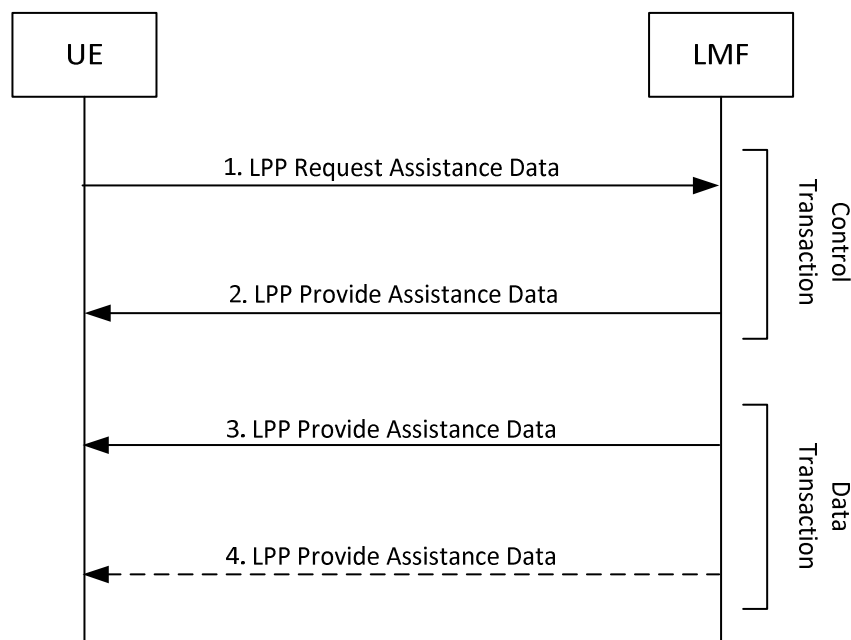 UE
LMF
1. LPP Request Assistance Data
Control
Transaction
2. LPP Provide Assistance Data
3. LPP Provide Assistance Data
Data
Transaction
4. LPP Provide Assistance Data